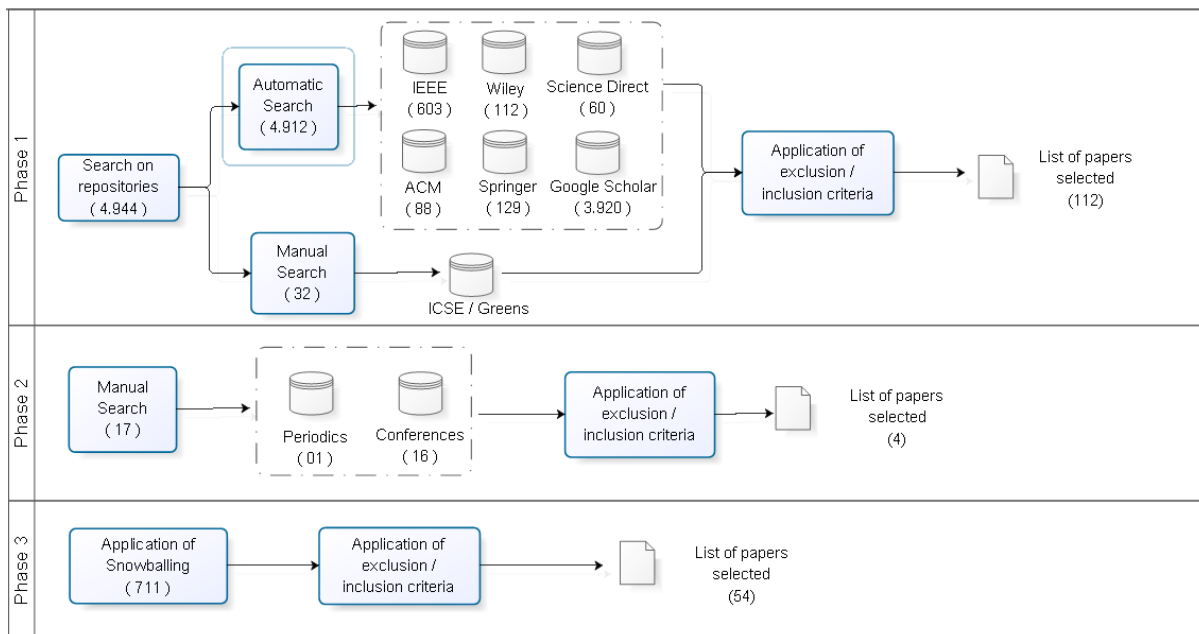 Phase 1
Search on
repositories
( 4.944 )
Automatic
Search
( 4.912 )
IEEE
( 603 )
Wiley
( 112 )
Science Direct
( 60 )
ACM
( 88 )
Springer
( 129 )
Google Scholar
( 3.920 )
Manual
Search
( 32 )
ICSE / Greens
Application of
exclusion /
inclusion criteria
List of papers
selected
(112)
Phase 2
Manual
Search
( 17 )
Periodics
( 01 )
Conferences
( 16 )
Application of
exclusion /
inclusion criteria
List of papers
selected
(4)
Phase 3
Application of
Snowballing
( 711 )
Application of
exclusion /
inclusion criteria
List of papers
selected
(54)